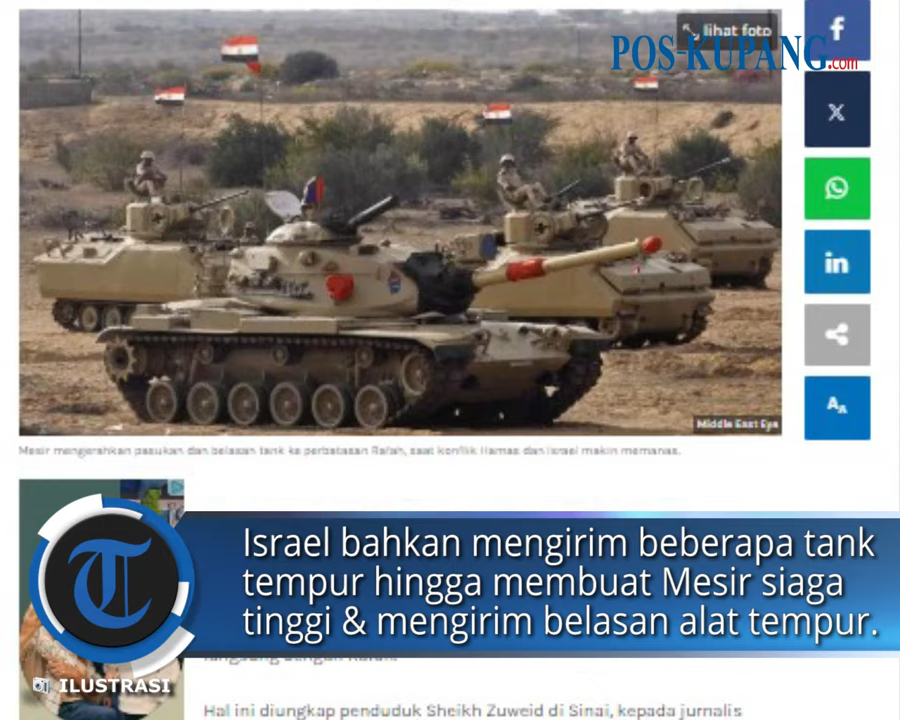 lihat foto
POS-KUPANG.com
f
X
in
Middle East Eye
Mesir mengerahkan pasukan dan belasan tank ke perbatasan Rafah, saat konflik Hamas dan Israel makin memanas.
AA
T
Israel bahkan mengirim beberapa tank
tempur hingga membuat Mesir siaga
tinggi & mengirim belasan alat tempur.
ILUSTRASI
Hal ini diungkap penduduk Sheikh Zuweid di Sinai, kepada jurnalis